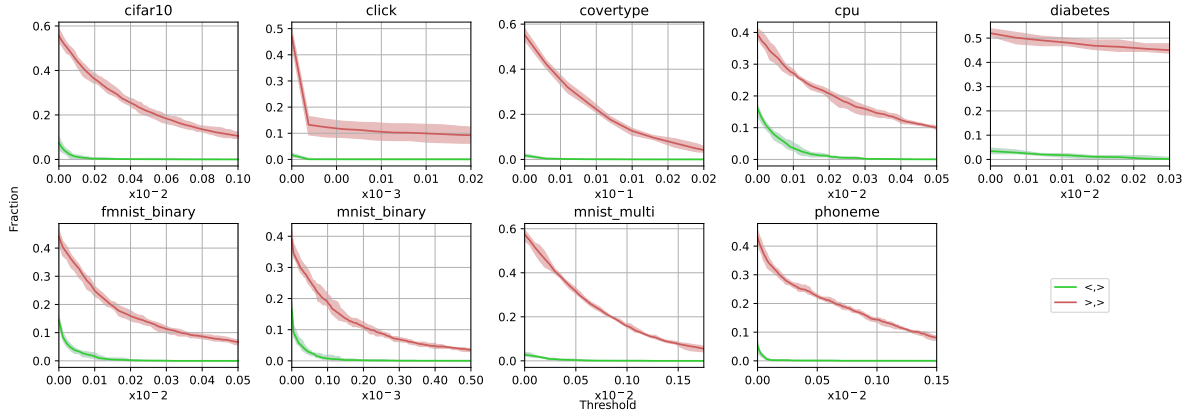 cifar10 click covertype cpu diabetes
0.6 0.4 0.2 0.0
0.5 0.4 0.3 0.2 0.1 0.0
0.6 0.4 0.2 0.0
0.4 0.3 0.2 0.1 0.0
0.5 0.4 0.3 0.2 0.1 0.0
0.00 0.02 0.04 0.06 0.08 0.10
0.00 0.00 0.01 0.01 0.02
0.00 0.01 0.01 0.01 0.02
0.00 0.01 0.02 0.03 0.04 0.05
0.00 0.01 0.01 0.02 0.02 0.03
x10−2 x10−3 x10−1 x10−2 x10−2
Fraction
fmnist_binary mnist_binary mnist_multi phoneme
0.4 0.3 0.2 0.1 0.0
0.4 0.3 0.2 0.1 0.0
0.6 0.4 0.2 0.0
0.4 0.3 0.2 0.1 0.0
<,>
>,>
0.00 0.01 0.02 0.03 0.04 0.05
0.00 0.10 0.20 0.30 0.40 0.50
0.00 0.05 0.10 0.15
0.00 0.05 0.10 0.15
x10−2 x10−3 x10−2 x10−2
Threshold